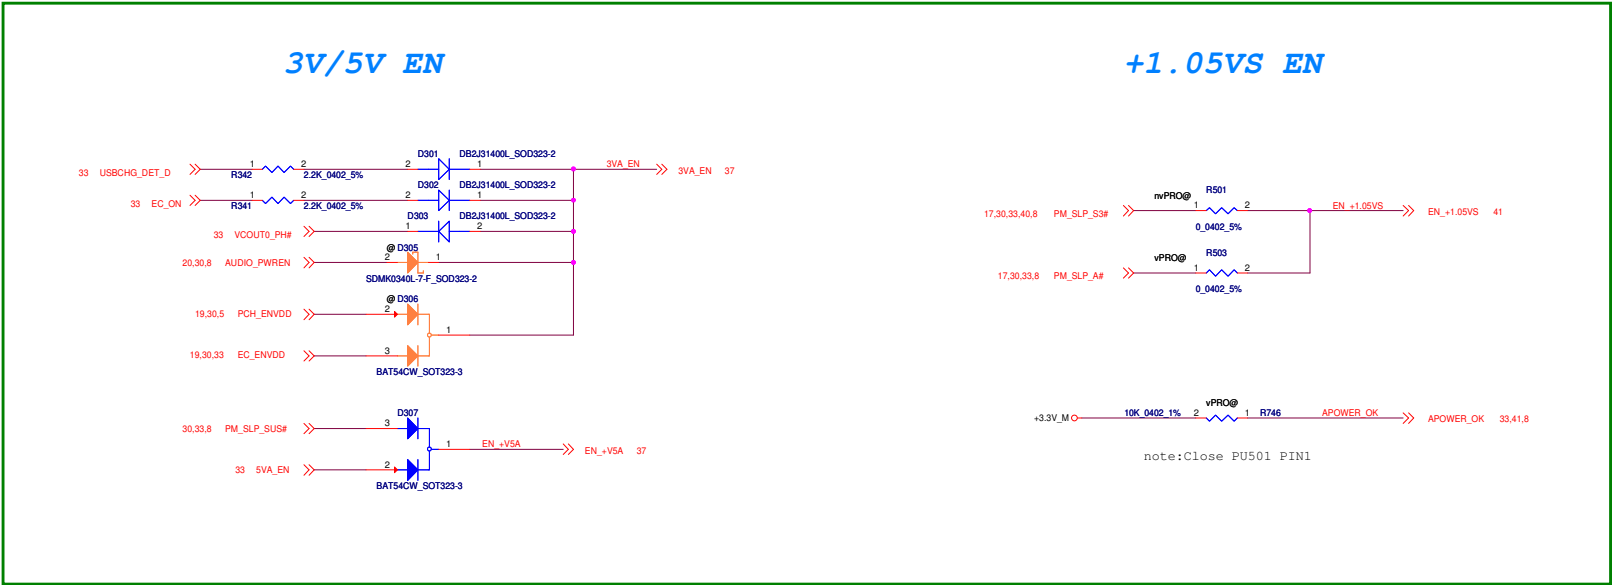 3V/5V EN
D301 DB2J31400L_SOD323-2
33 USBCHG_DET_D 1 2 2 1 3VA_EN 3VA_EN 37
R342 2.2K_0402_5%
D302 DB2J31400L_SOD323-2
33 EC_ON 1 2 2 1
R341 2.2K_0402_5%
D303 DB2J31400L_SOD323-2
33 VCOUT0_PH# 1 2
@ D305
20,30,8 AUDIO_PWREN 2 1
SDMK0340L-7-F_SOD323-2
@ D306
19,30,5 PCH_ENVDD 2
1
19,30,33 EC_ENVDD 3
BAT54CW_SOT323-3
D307
30,33,8 PM_SLP_SUS# 3
1 EN_+V5A EN_+V5A 37
33 5VA_EN 2
BAT54CW_SOT323-3
+1.05VS EN
nvPRO@ R501
17,30,33,40,8 PM_SLP_S3# 1 2 EN_+1.05VS EN_+1.05VS 41
0_0402_5%
vPRO@ R503
17,30,33,8 PM_SLP_A# 1 2
0_0402_5%
vPRO@
+3.3V_M 10K_0402_1% 2 1 R746 APOWER_OK APOWER_OK 33,41,8
note:Close PU501 PIN1